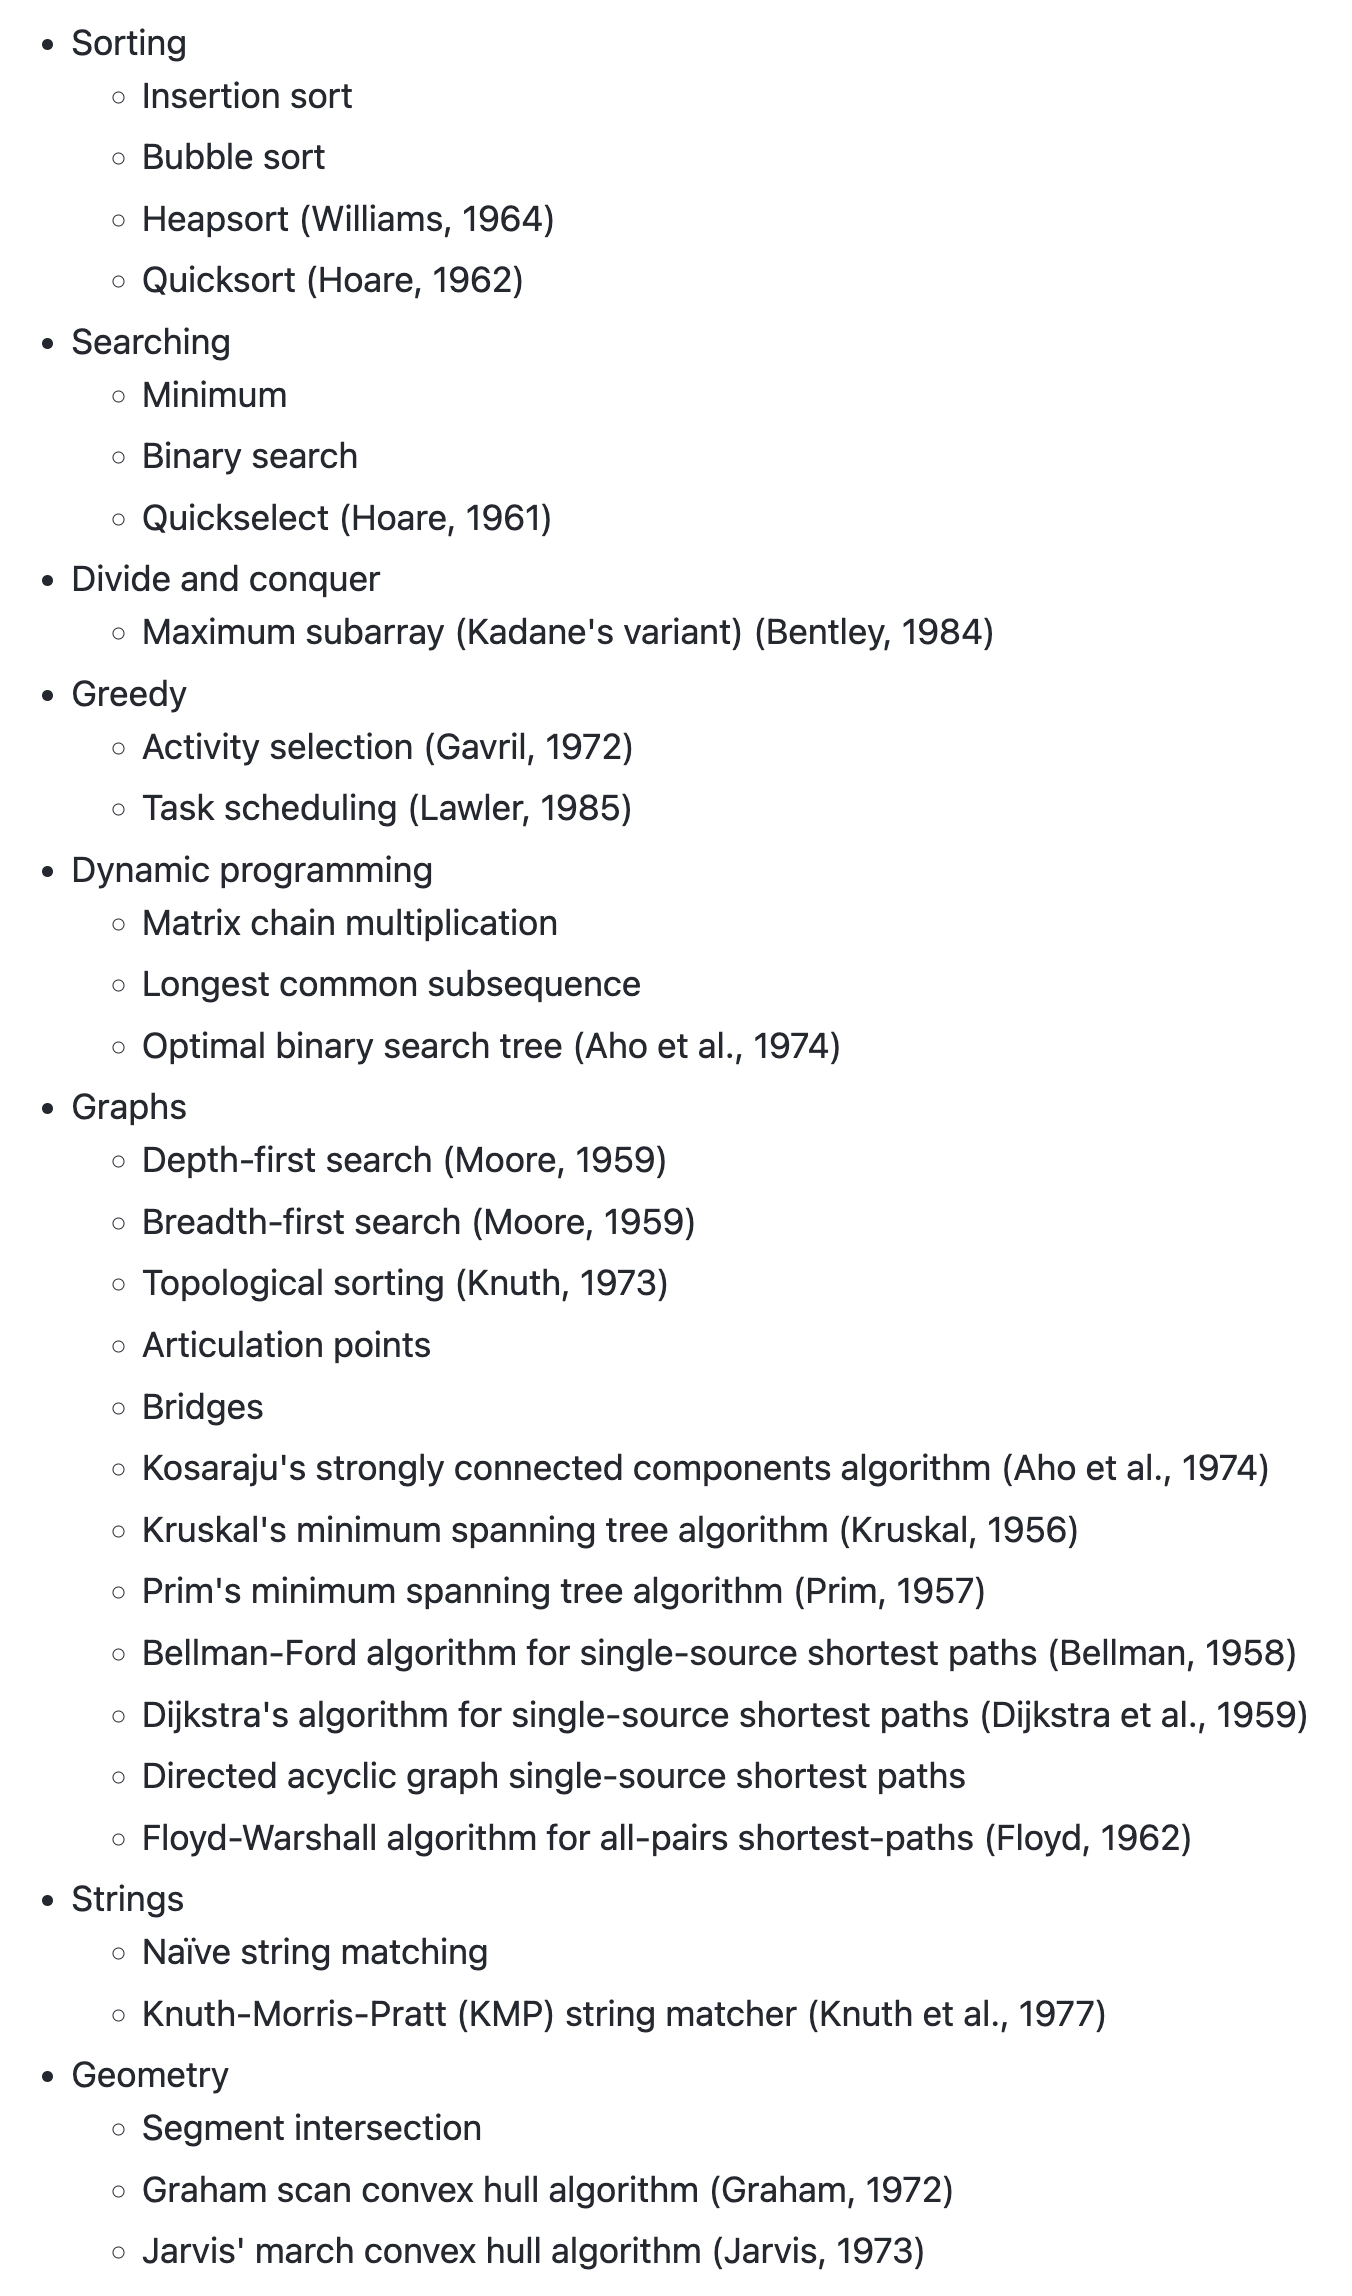 Sorting
Insertion sort
Bubble sort
Heapsort (Williams, 1964)
Quicksort (Hoare, 1962)
Searching
Minimum
Binary search
Quickselect (Hoare, 1961)
Divide and conquer
Maximum subarray (Kadane's variant) (Bentley, 1984)
Greedy
Activity selection (Gavril, 1972)
Task scheduling (Lawler, 1985)
Dynamic programming
Matrix chain multiplication
Longest common subsequence
Optimal binary search tree (Aho et al., 1974)
Graphs
Depth-first search (Moore, 1959)
Breadth-first search (Moore, 1959)
Topological sorting (Knuth, 1973)
Articulation points
Bridges
Kosaraju's strongly connected components algorithm (Aho et al., 1974)
Kruskal's minimum spanning tree algorithm (Kruskal, 1956)
Prim's minimum spanning tree algorithm (Prim, 1957)
Bellman-Ford algorithm for single-source shortest paths (Bellman, 1958)
Dijkstra's algorithm for single-source shortest paths (Dijkstra et al., 1959)
Directed acyclic graph single-source shortest paths
Floyd-Warshall algorithm for all-pairs shortest-paths (Floyd, 1962)
Strings
Naïve string matching
Knuth-Morris-Pratt (KMP) string matcher (Knuth et al., 1977)
Geometry
Segment intersection
Graham scan convex hull algorithm (Graham, 1972)
Jarvis' march convex hull algorithm (Jarvis, 1973)